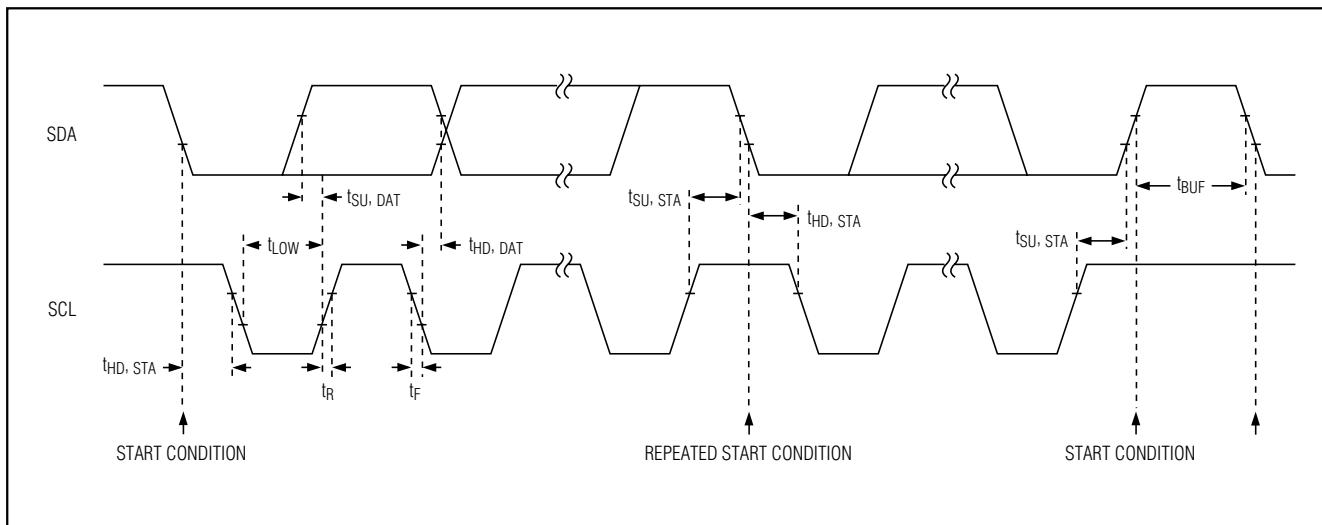 SDA
tSU, DAT
tSU, STA
tBUF
tHD, STA
tLOW
tHD, DAT
tSU, STA
SCL
tHD, STA
tR
tF
START CONDITION
REPEATED START CONDITION
START CONDITION